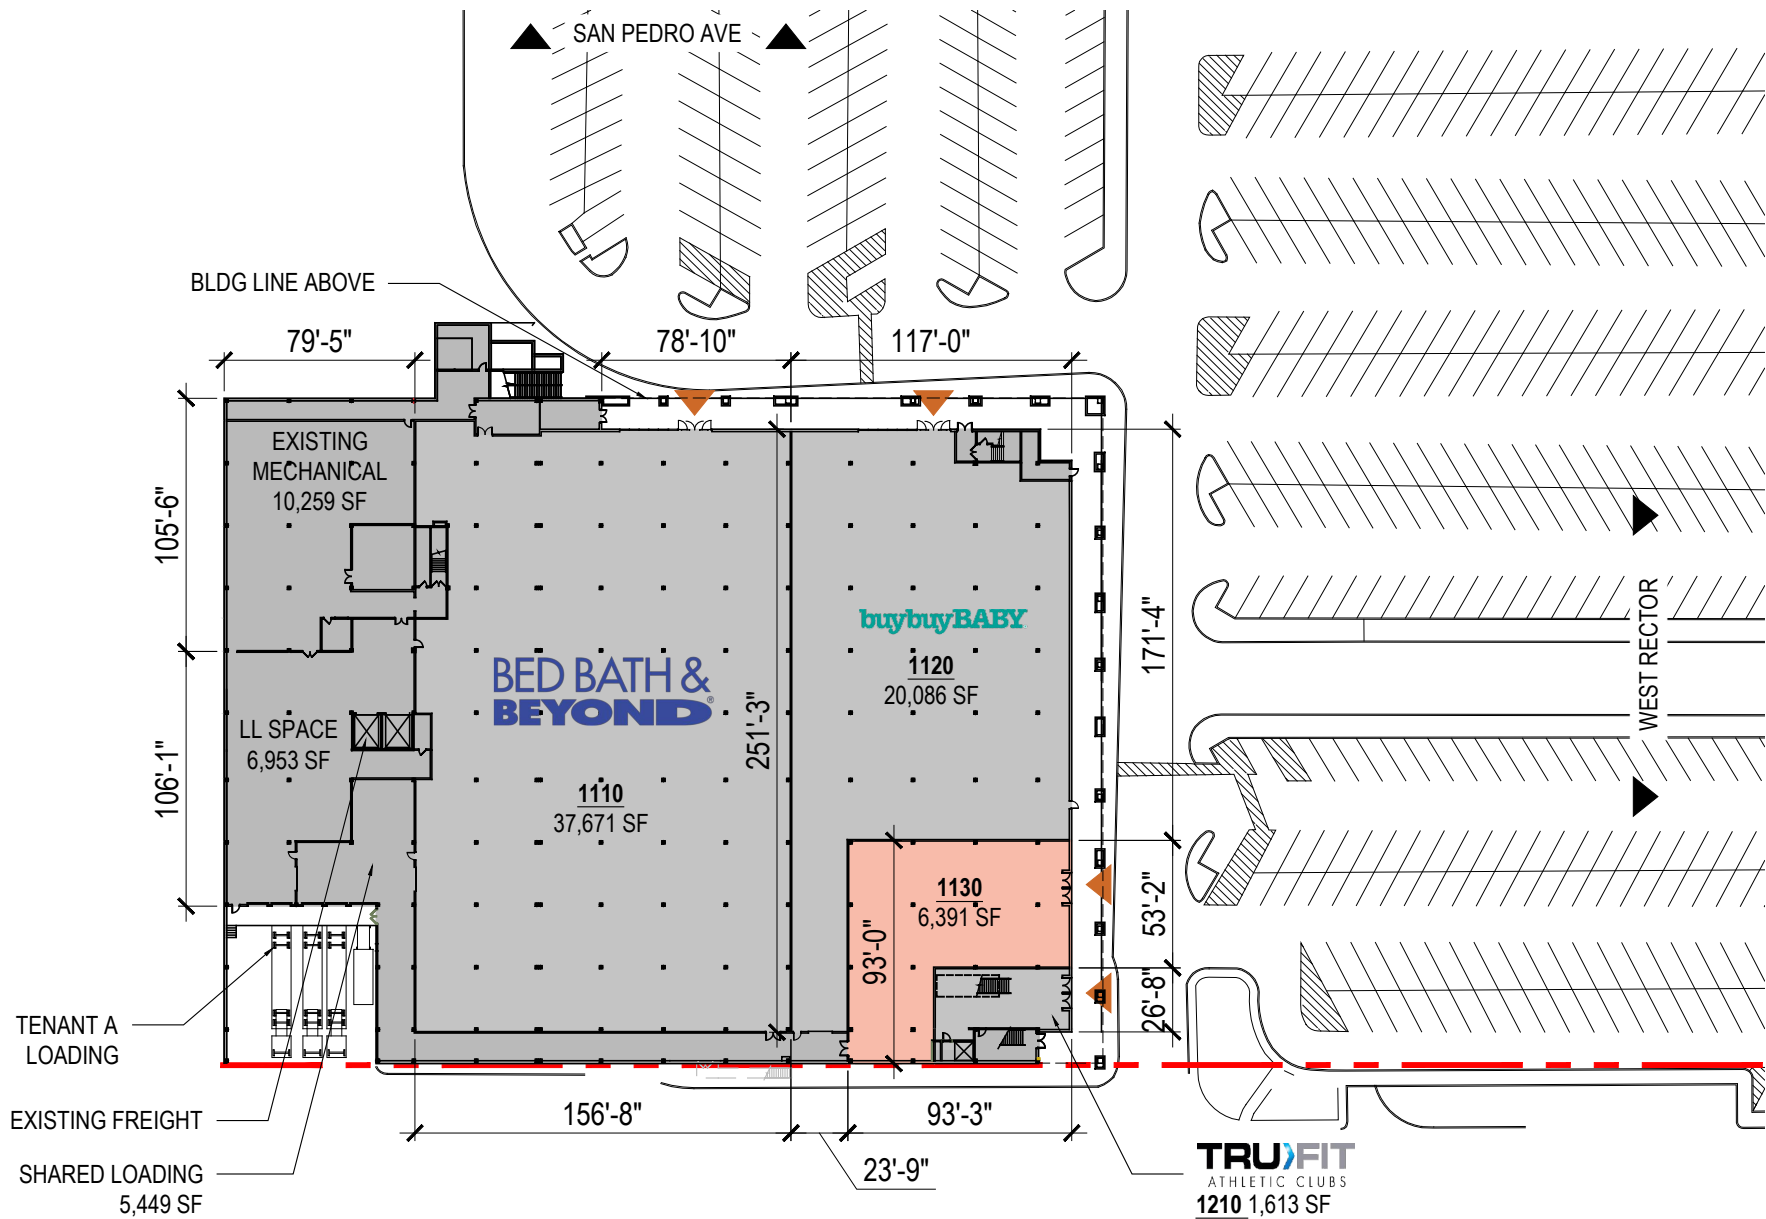 SAN PEDRO AVE
BLDG LINE ABOVE
79'-5"
78'-10"
117'-0"
EXISTING
MECHANICAL
10,259 SF
105'-6"
171'-4"
WEST RECTOR
buybuyBABY
1120
20,086 SF
BED BATH &
BEYOND®
251'-3"
LL SPACE
6,953 SF
106'-1"
1110
37,671 SF
1130
6,391 SF
93'-0"
53'-2"
26'-8"
TENANT A
LOADING
EXISTING FREIGHT
SHARED LOADING
5,449 SF
156'-8"
93'-3"
23'-9"
TRUFIT
ATHLETIC CLUBS
1210 1,613 SF